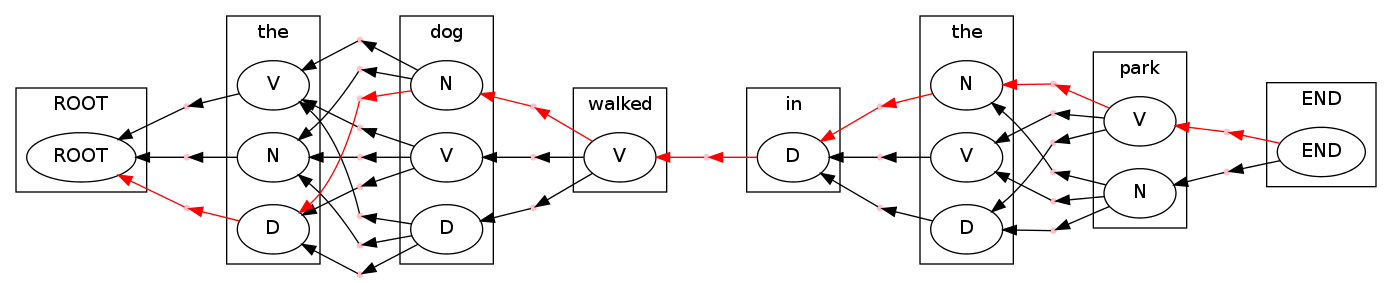 ROOT
ROOT
the
V
N
D
dog
N
V
D
walked
V
in
D
the
N
V
D
park
V
N
END
END